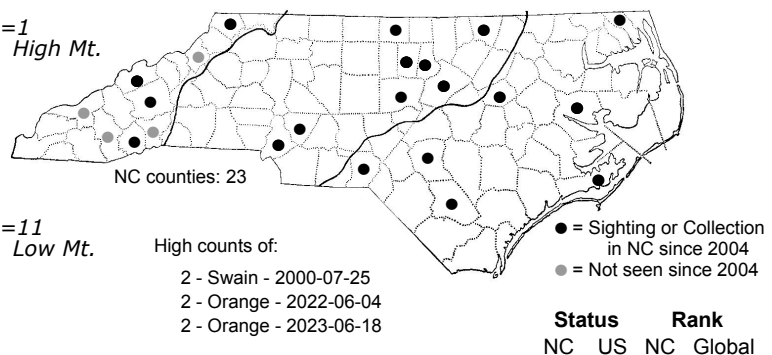 =1
High Mt.
NC counties: 23
=11
Low Mt.
High counts of:
2 - Swain - 2000-07-25
2 - Orange - 2022-06-04
2 - Orange - 2023-06-18
● = Sighting or Collection
in NC since 2004
● = Not seen since 2004
Status Rank
NC US NC Global